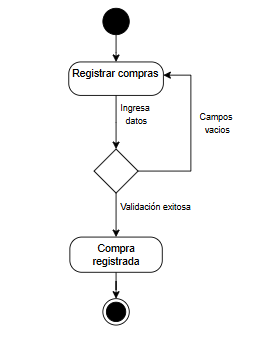 Registrar compras
Ingresa
datos
Campos
vacios
Validación exitosa
Compra
registrada